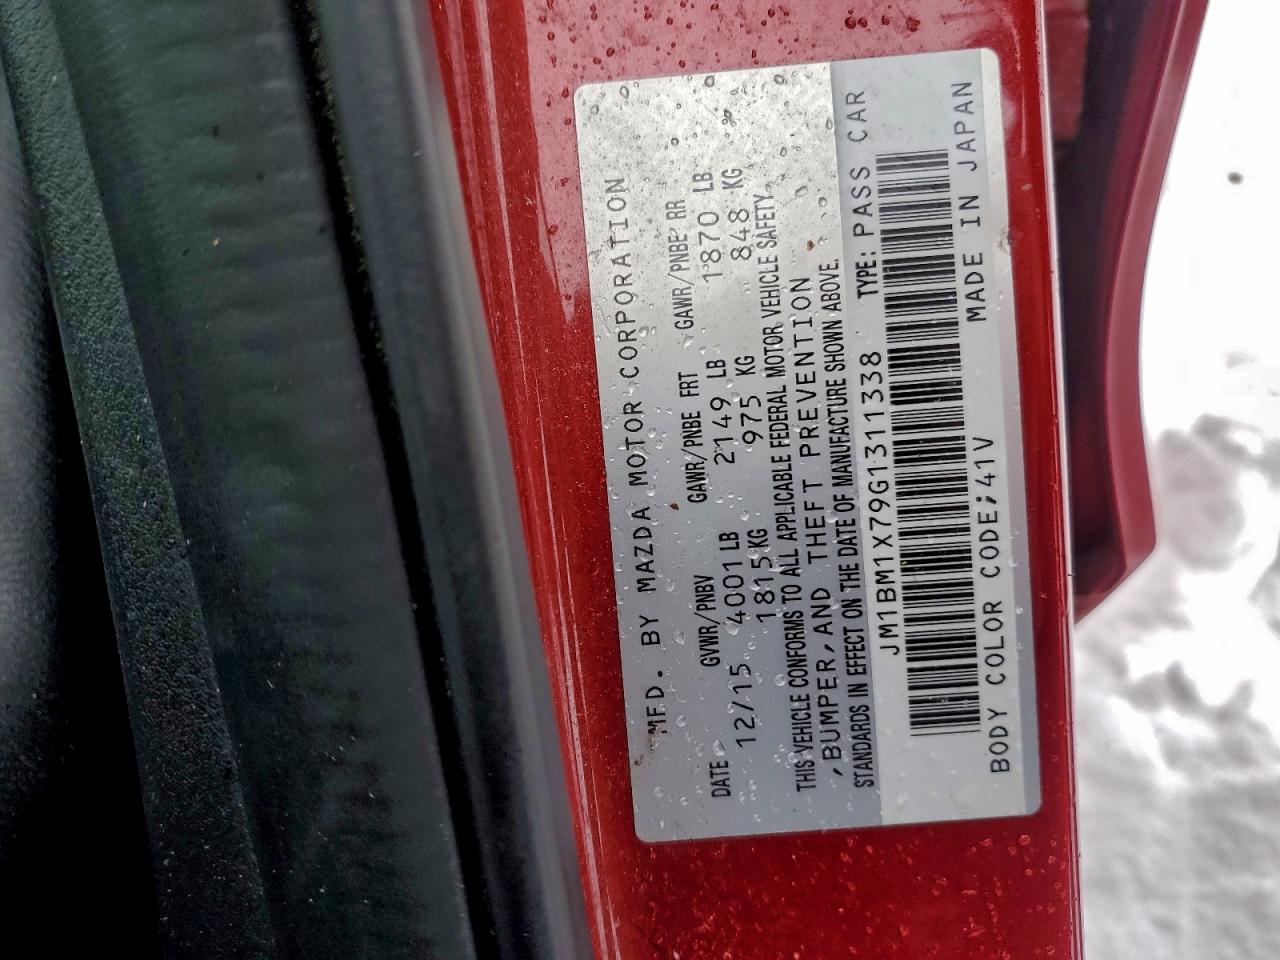 MFD. BY MAZDA MOTOR CORPORATION
DATE GVWR/PNBV GAWR/PNBE FRT GAWR/PNBE RR
12/15 4001 LB 2149 LB 1870 LB
1815 KG 975 KG 848 KG
THIS VEHICLE CONFORMS TO ALL APPLICABLE FEDERAL MOTOR VEHICLE SAFETY
,BUMPER,AND THEFT PREVENTION
STANDARDS IN EFFECT ON THE DATE OF MANUFACTURE SHOWN ABOVE.
JM1BM1X79G1311338 TYPE: PASS CAR
BODY COLOR CODE;41V MADE IN JAPAN